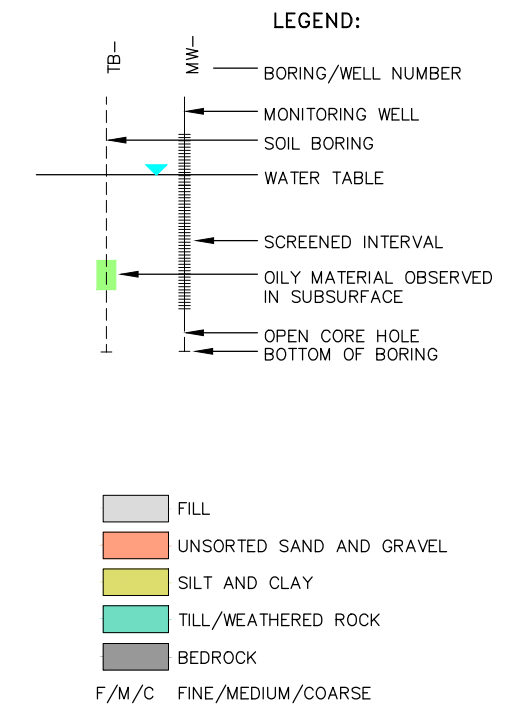 LEGEND:
TB-
MW-
BORING/WELL NUMBER
MONITORING WELL
SOIL BORING
WATER TABLE
SCREENED INTERVAL
OILY MATERIAL OBSERVED
IN SUBSURFACE
OPEN CORE HOLE
BOTTOM OF BORING
FILL
UNSORTED SAND AND GRAVEL
SILT AND CLAY
TILL/WEATHERED ROCK
BEDROCK
F/M/C FINE/MEDIUM/COARSE